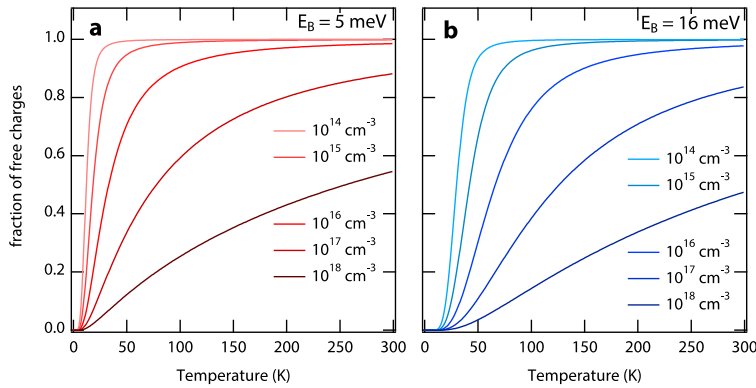 a
E_B = 5 meV
fraction of free charges
1.0
0.8
0.6
0.4
0.2
0.0
10^14 cm^-3
10^15 cm^-3
10^16 cm^-3
10^17 cm^-3
10^18 cm^-3
0 50 100 150 200 250 300
Temperature (K)
b
E_B = 16 meV
10^14 cm^-3
10^15 cm^-3
10^16 cm^-3
10^17 cm^-3
10^18 cm^-3
0 50 100 150 200 250 300
Temperature (K)